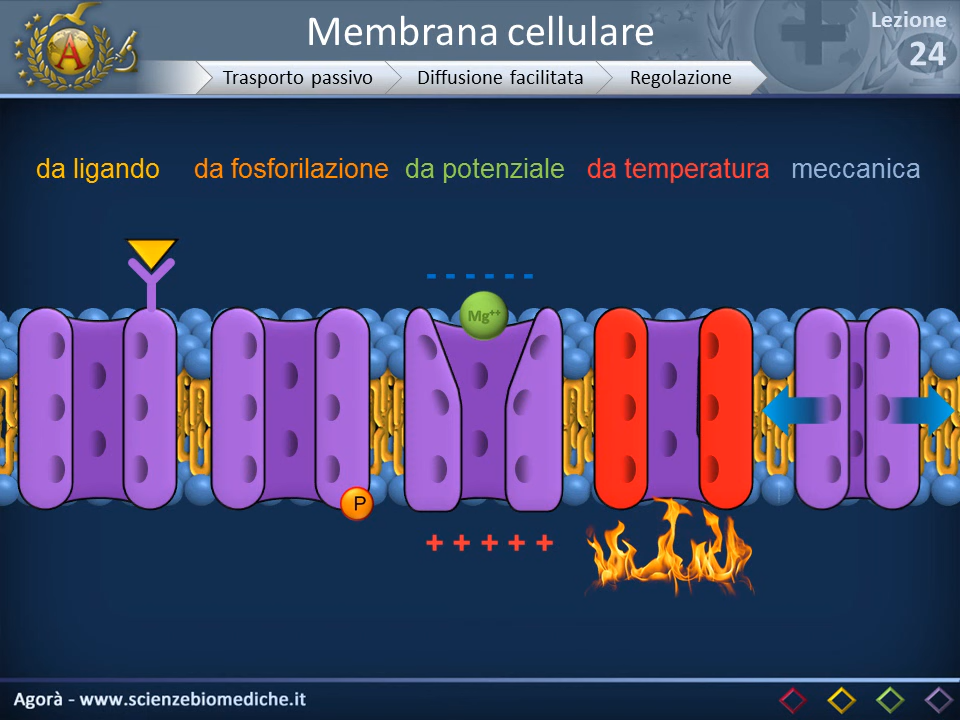 Membrana cellulare
Lezione
24
Trasporto passivo Diffusione facilitata Regolazione
da ligando da fosforilazione da potenziale da temperatura meccanica
- - - - - -
Mg++
P
+ + + + +
Agorà - www.scienzebiomediche.it
A